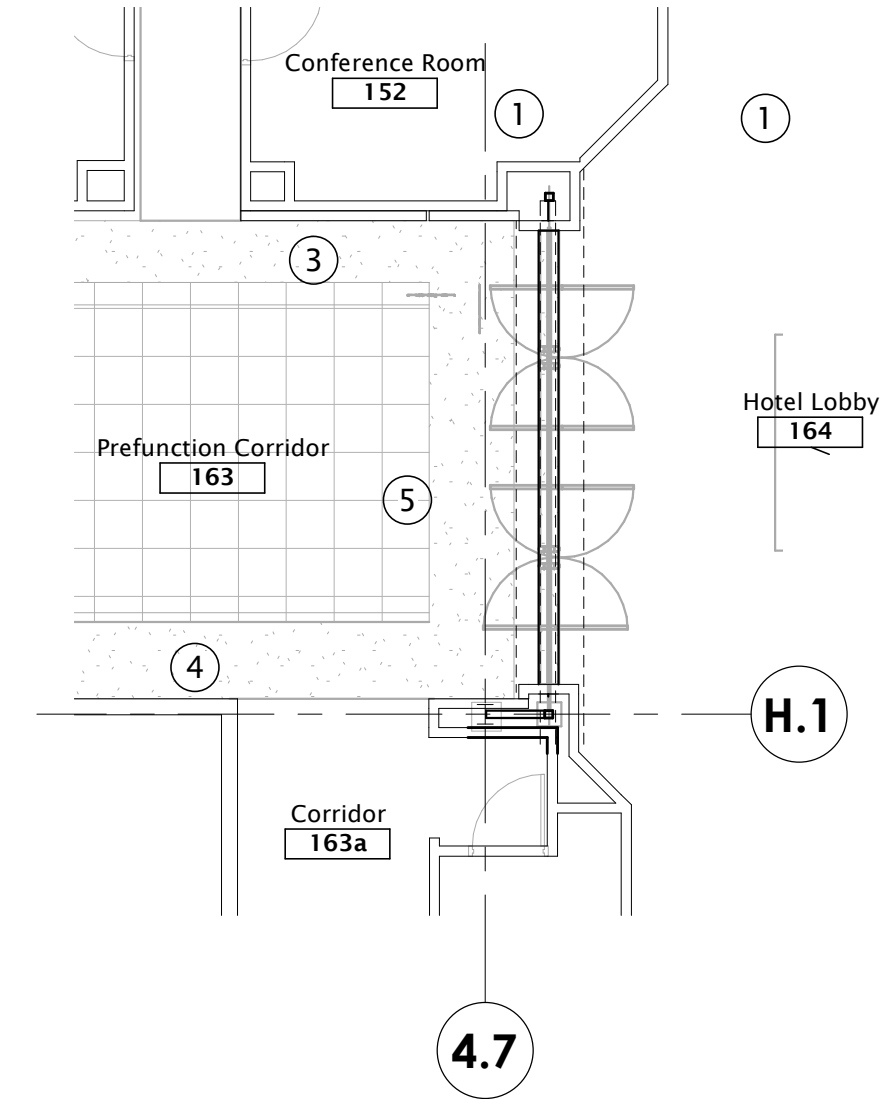 Conference Room
152
1
1
3
Hotel Lobby
164
Prefunction Corridor
163
5
4
H.1
Corridor
163a
4.7